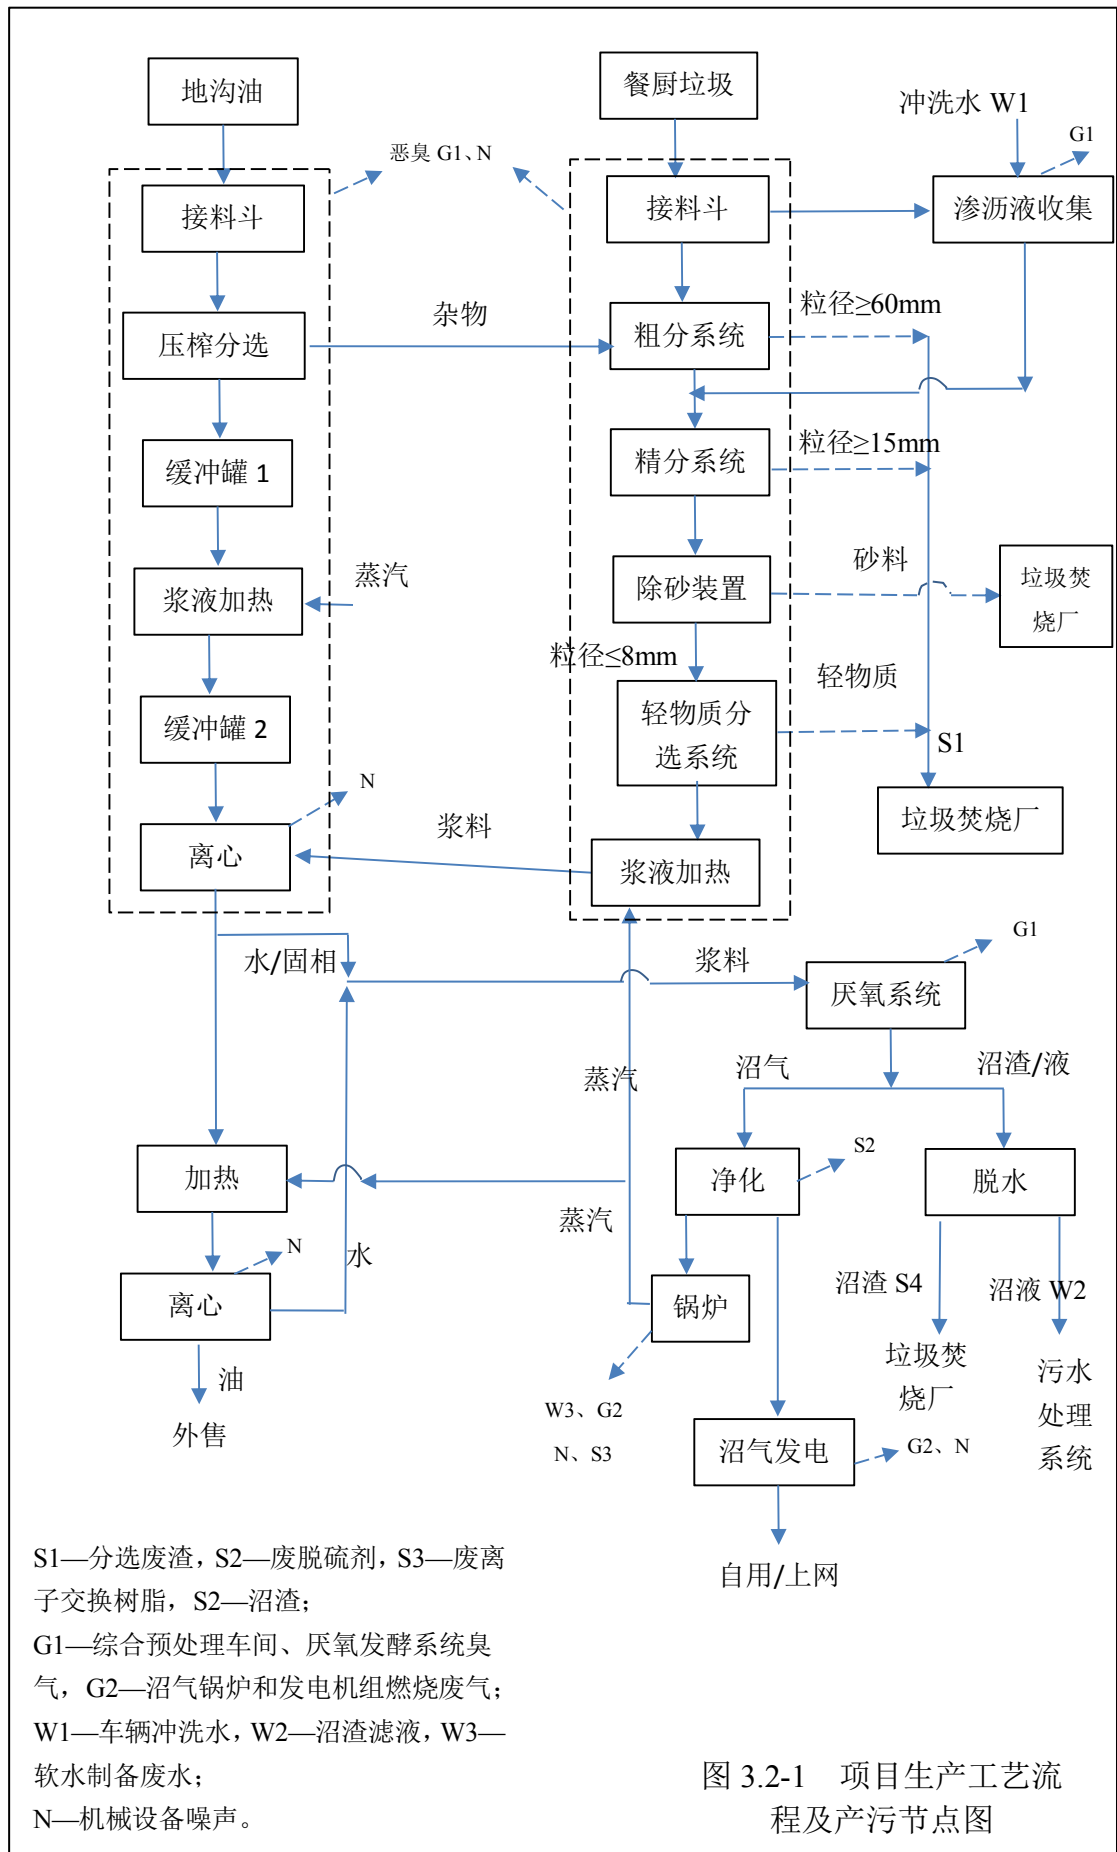 地沟油
餐厨垃圾
冲洗水 W1
G1
恶臭 G1、N
接料斗
接料斗
渗沥液收集
杂物
粒径≥60mm
压榨分选
粗分系统
粒径≥15mm
缓冲罐 1
精分系统
砂料
蒸汽
浆液加热
除砂装置
垃圾焚
烧厂
粒径≤8mm
轻物质
缓冲罐 2
轻物质分
选系统
S1
N
浆料
垃圾焚烧厂
离心
浆液加热
G1
水/固相
浆料
厌氧系统
蒸汽
沼气
沼渣/液
S2
加热
净化
脱水
蒸汽
N
水
沼渣 S4
沼液 W2
离心
锅炉
油
垃圾焚
烧厂
污水
处理
系统
外售
W3、G2
N、S3
沼气发电
G2、N
自用/上网
S1—分选废渣，S2—废脱硫剂，S3—废离
子交换树脂，S2—沼渣；
G1—综合预处理车间、厌氧发酵系统臭
气，G2—沼气锅炉和发电机组燃烧废气；
W1—车辆冲洗水，W2—沼渣滤液，W3—
软水制备废水；
N—机械设备噪声。
图 3.2-1 项目生产工艺流
程及产污节点图